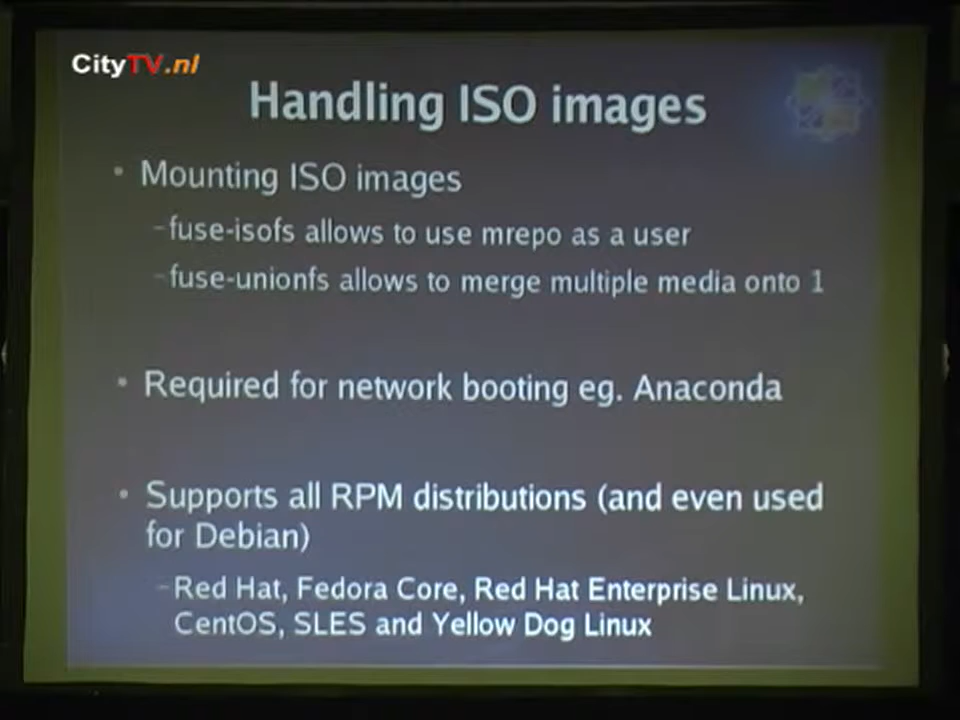 CityTV.nl
Handling ISO images
• Mounting ISO images
–fuse-isofs allows to use mrepo as a user
–fuse-unionfs allows to merge multiple media onto 1
• Required for network booting eg. Anaconda
• Supports all RPM distributions (and even used
for Debian)
–Red Hat, Fedora Core, Red Hat Enterprise Linux,
CentOS, SLES and Yellow Dog Linux